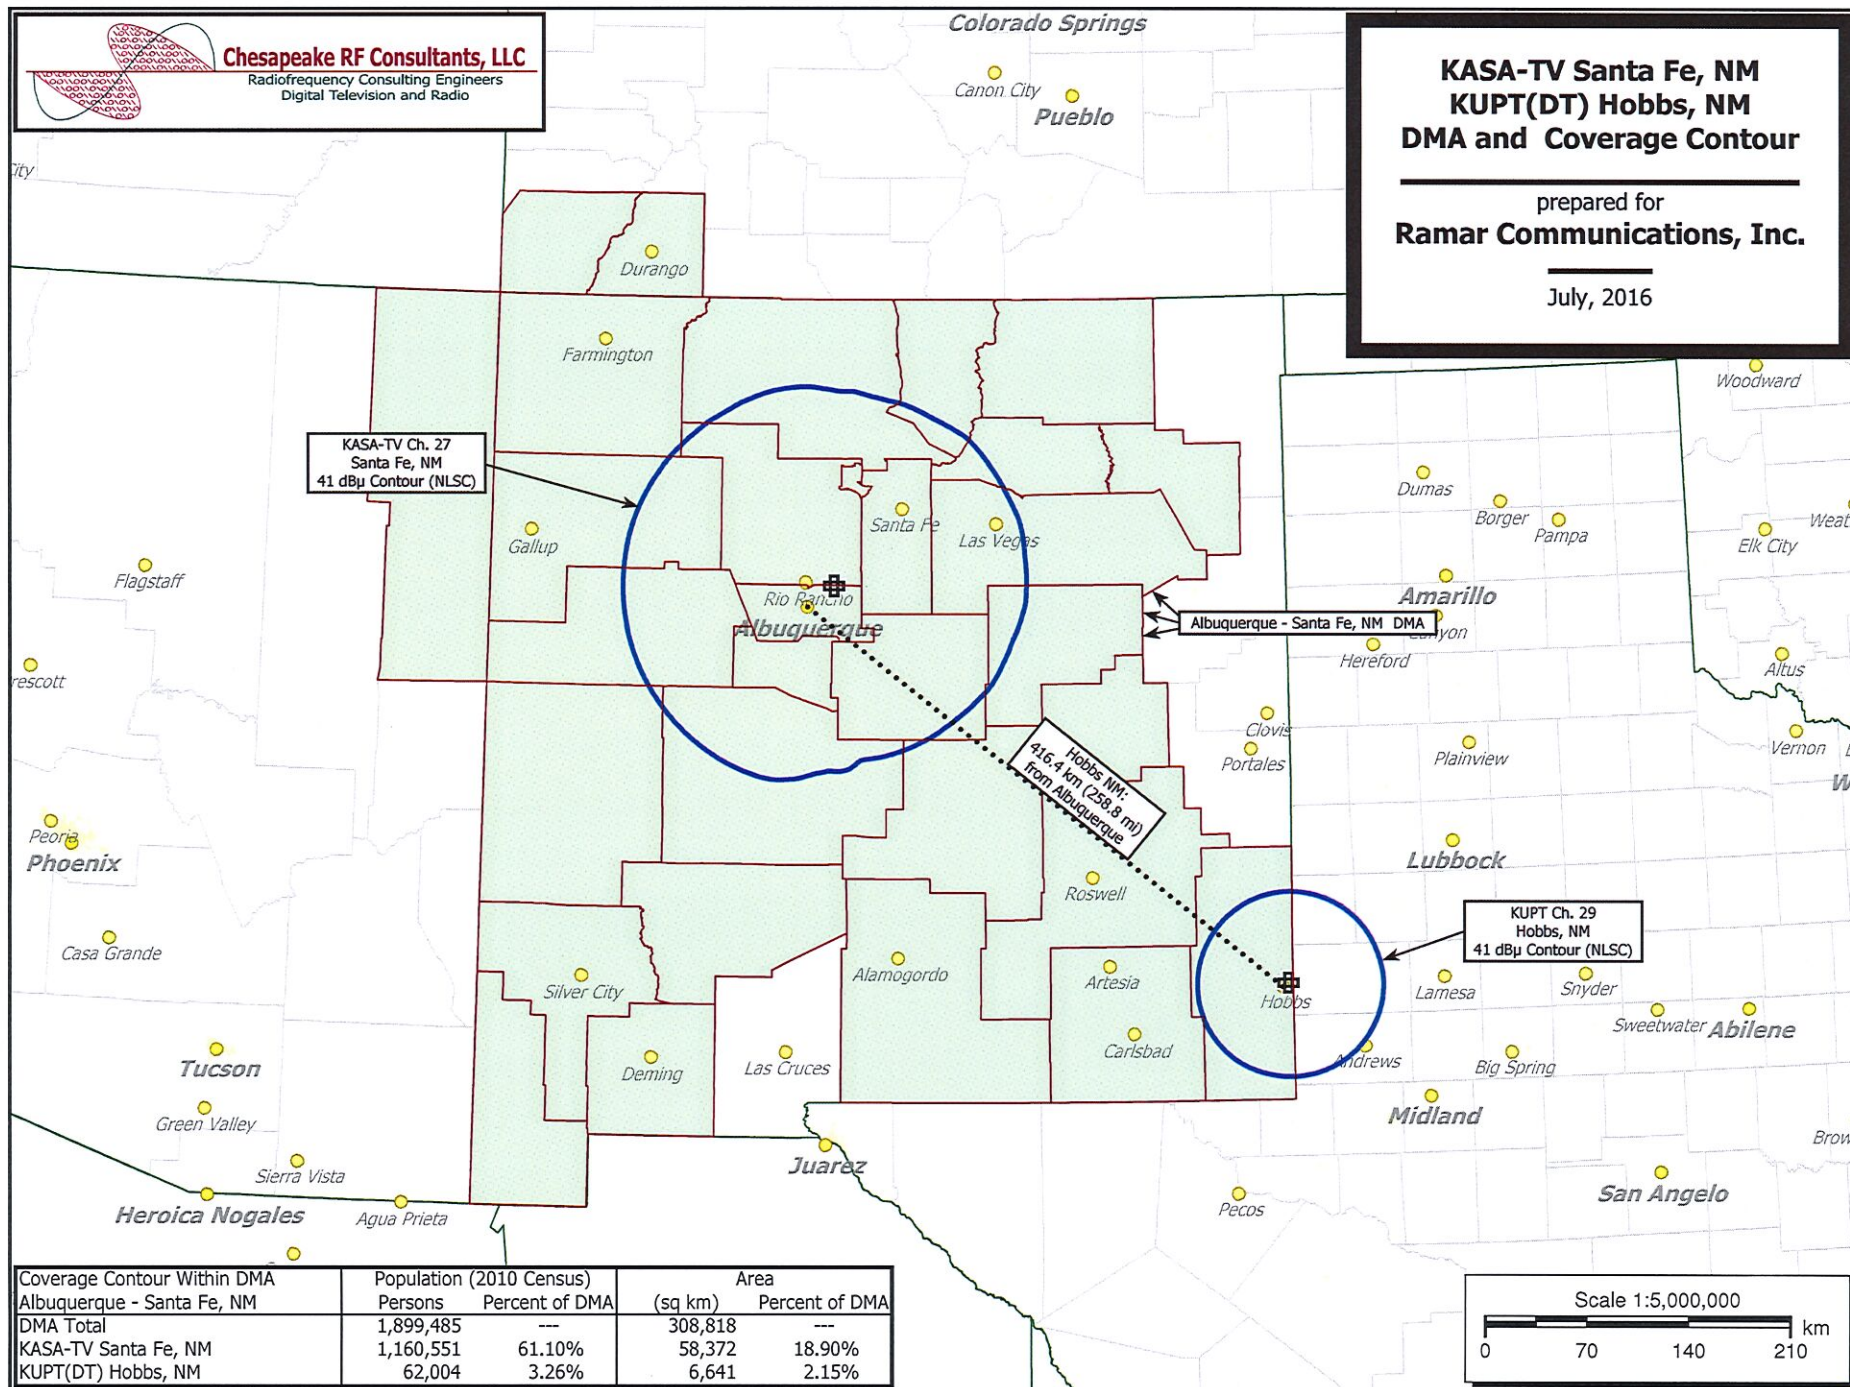 Chesapeake RF Consultants, LLC
Radiofrequency Consulting Engineers
Digital Television and Radio
KASA-TV Santa Fe, NM
KUPT(DT) Hobbs, NM
DMA and Coverage Contour
prepared for
Ramar Communications, Inc.
July, 2016
Colorado Springs
Canon City
Pueblo
ity
Durango
Farmington
Woodward
KASA-TV Ch. 27
Santa Fe, NM
41 dBµ Contour (NLSC)
Dumas
Borger
Pampa
Weat
Elk City
Santa Fe
Las Vegas
Gallup
Flagstaff
Rio Rancho
Albuquerque
Amarillo
Albuquerque - Santa Fe, NM DMA
Canyon
Hereford
Altus
rescott
Clovis
Portales
Plainview
Vernon
W
Hobbs NM:
416.4 km (258.8 mi)
from Albuquerque
Peoria
Phoenix
Lubbock
Roswell
KUPT Ch. 29
Hobbs, NM
41 dBµ Contour (NLSC)
Casa Grande
Silver City
Alamogordo
Artesia
Hobbs
Lamesa
Snyder
Sweetwater
Abilene
Tucson
Deming
Las Cruces
Carlsbad
Andrews
Big Spring
Green Valley
Midland
Brow
Sierra Vista
Juarez
Heroica Nogales
Agua Prieta
Pecos
San Angelo
Coverage Contour Within DMA Population (2010 Census) Area
Albuquerque - Santa Fe, NM Persons Percent of DMA (sq km) Percent of DMA
DMA Total 1,899,485 --- 308,818 ---
KASA-TV Santa Fe, NM 1,160,551 61.10% 58,372 18.90%
KUPT(DT) Hobbs, NM 62,004 3.26% 6,641 2.15%
Scale 1:5,000,000
km
0 70 140 210